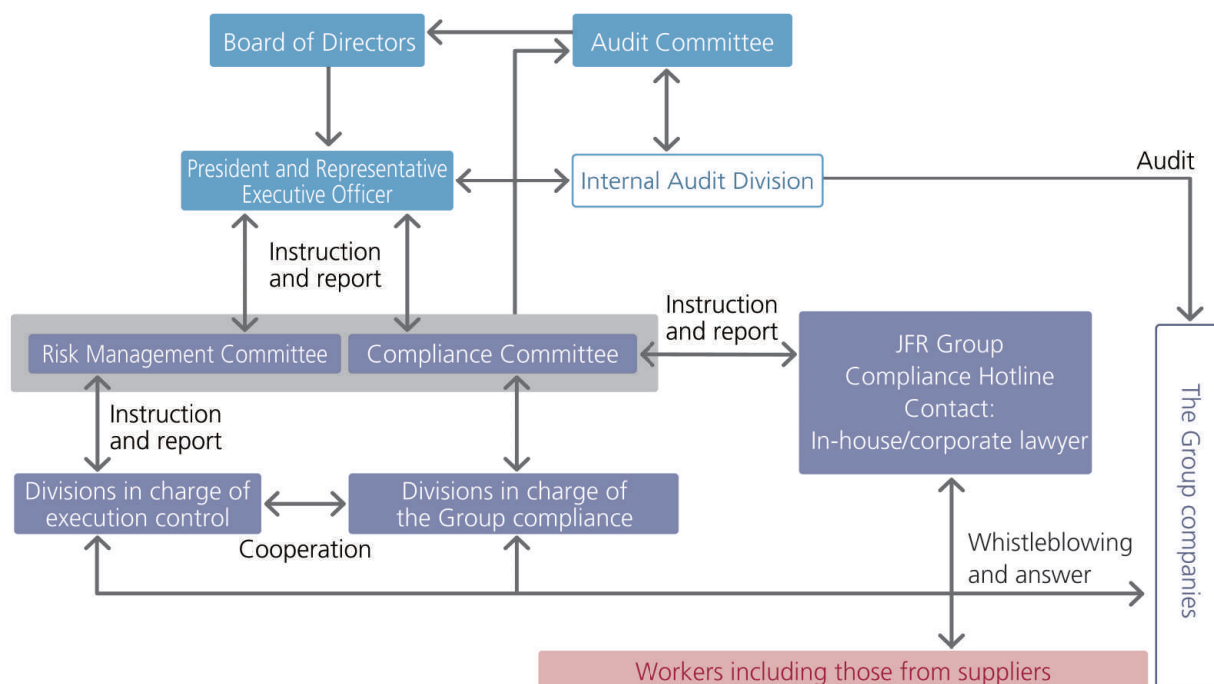 Board of Directors
Audit Committee
President and Representative
Executive Officer
Internal Audit Division
Audit
Instruction
and report
Instruction
and report
Risk Management Committee
Compliance Committee
JFR Group
Compliance Hotline
Contact:
In-house/corporate lawyer
The Group companies
Instruction
and report
Divisions in charge of
execution control
Divisions in charge of
the Group compliance
Cooperation
Whistleblowing
and answer
Workers including those from suppliers